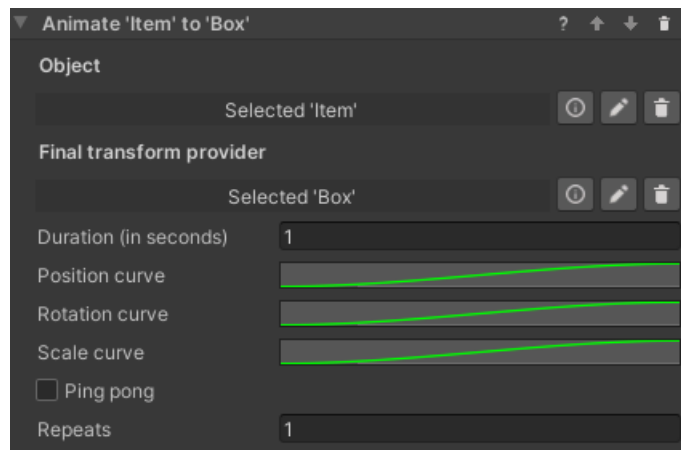 Animate 'Item' to 'Box' ?
Object
Selected 'Item'
Final transform provider
Selected 'Box'
Duration (in seconds) 1
Position curve
Rotation curve
Scale curve
Ping pong
Repeats 1